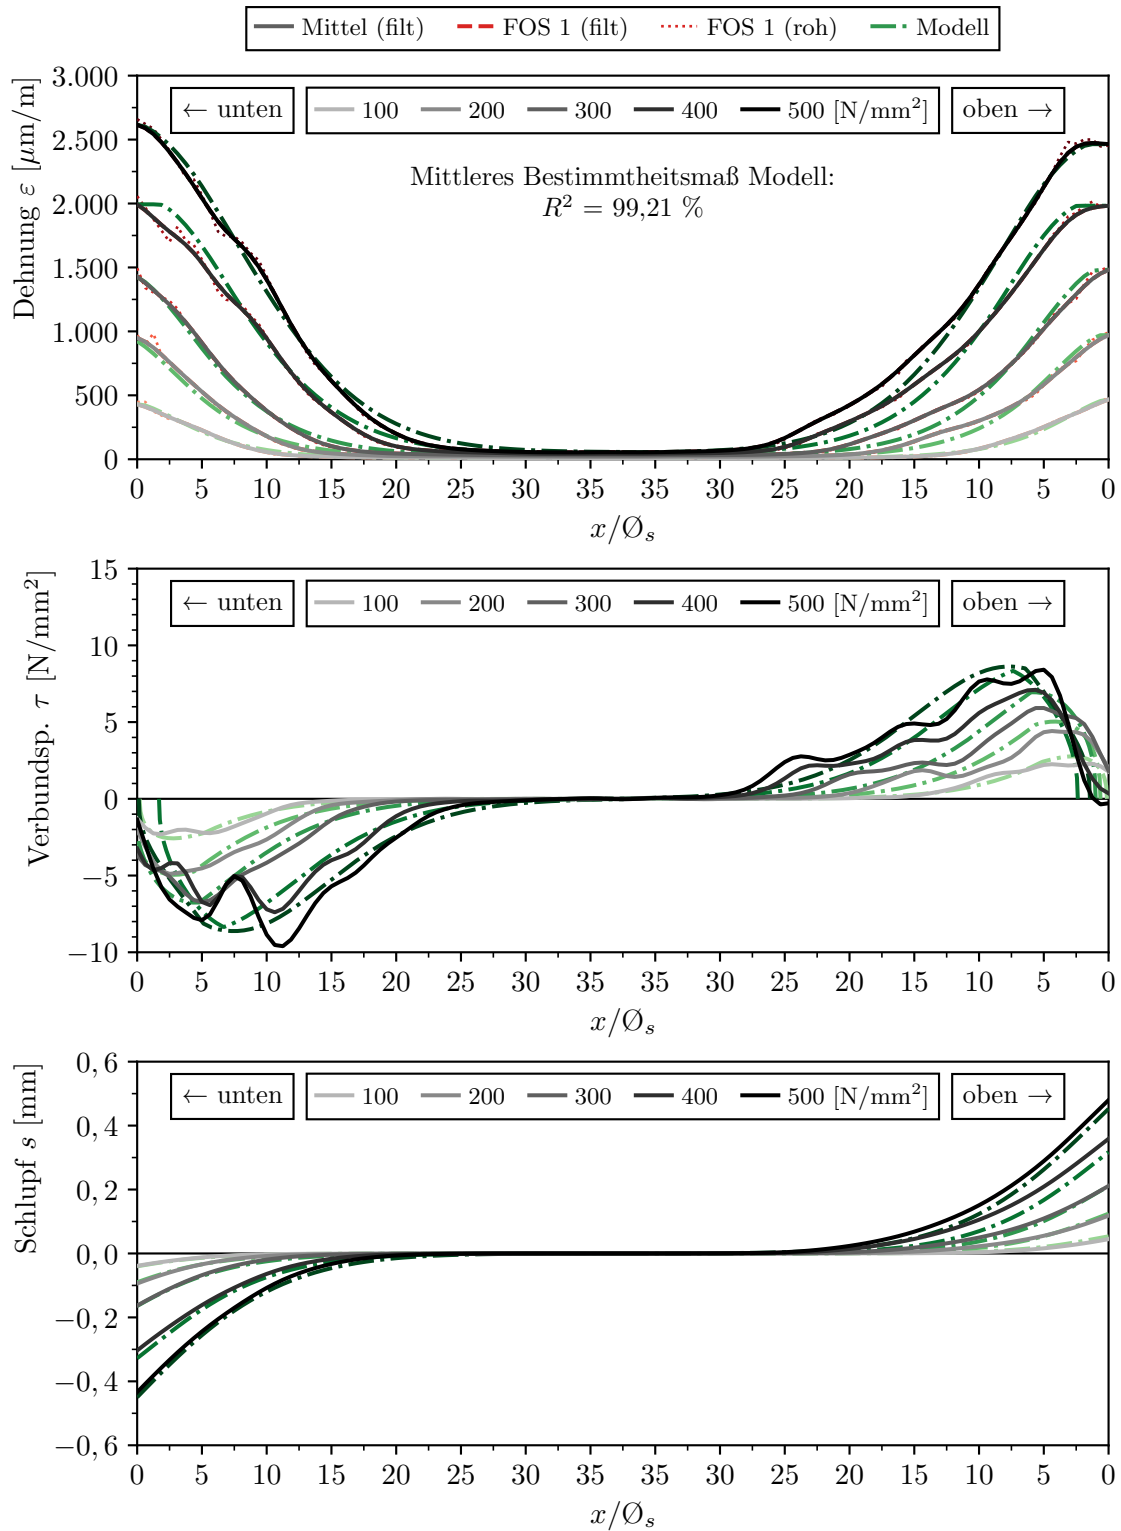 Mittel (filt) FOS 1 (filt) FOS 1 (roh) Modell
3.000
← unten 100 200 300 400 500 [N/mm²] oben →
2.500
Mittleres Bestimmtheitsmaß Modell:
R² = 99,21 %
2.000
1.500
1.000
500
0
Dehnung ε [µm/m]
0 5 10 15 20 25 30 35 30 25 20 15 10 5 0
x/Ø_s
15
← unten 100 200 300 400 500 [N/mm²] oben →
10
5
0
−5
−10
Verbundsp. τ [N/mm²]
0 5 10 15 20 25 30 35 30 25 20 15 10 5 0
x/Ø_s
0,6
← unten 100 200 300 400 500 [N/mm²] oben →
0,4
0,2
0,0
−0,2
−0,4
−0,6
Schlupf s [mm]
0 5 10 15 20 25 30 35 30 25 20 15 10 5 0
x/Ø_s